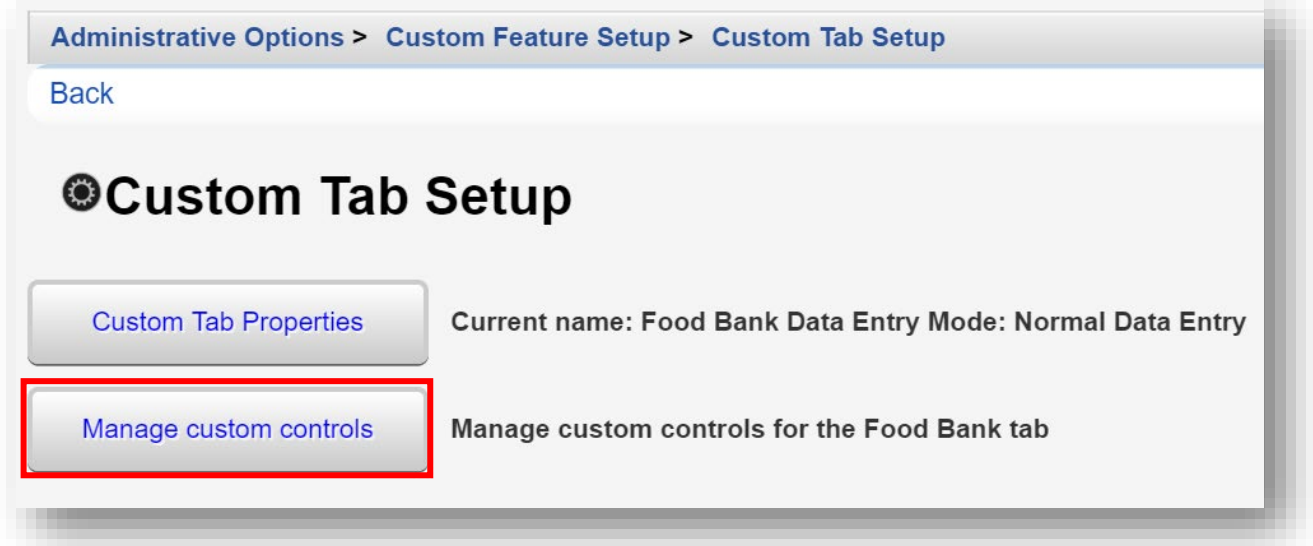 Administrative Options > Custom Feature Setup > Custom Tab Setup
Back
Custom Tab Setup
Custom Tab Properties Current name: Food Bank Data Entry Mode: Normal Data Entry
Manage custom controls Manage custom controls for the Food Bank tab